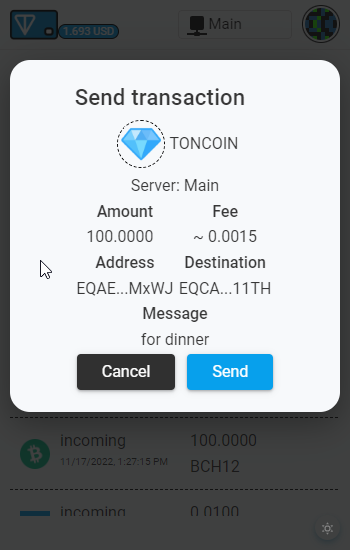 1.693 USD
Main
Send transaction
TONCOIN
Server: Main
Amount Fee
100.0000 ~ 0.0015
Address Destination
EQAE...MxWJ EQCA...11TH
Message
for dinner
Cancel Send
incoming 100.0000
11/17/2022, 1:27:15 PM BCH12
incoming 0.0100